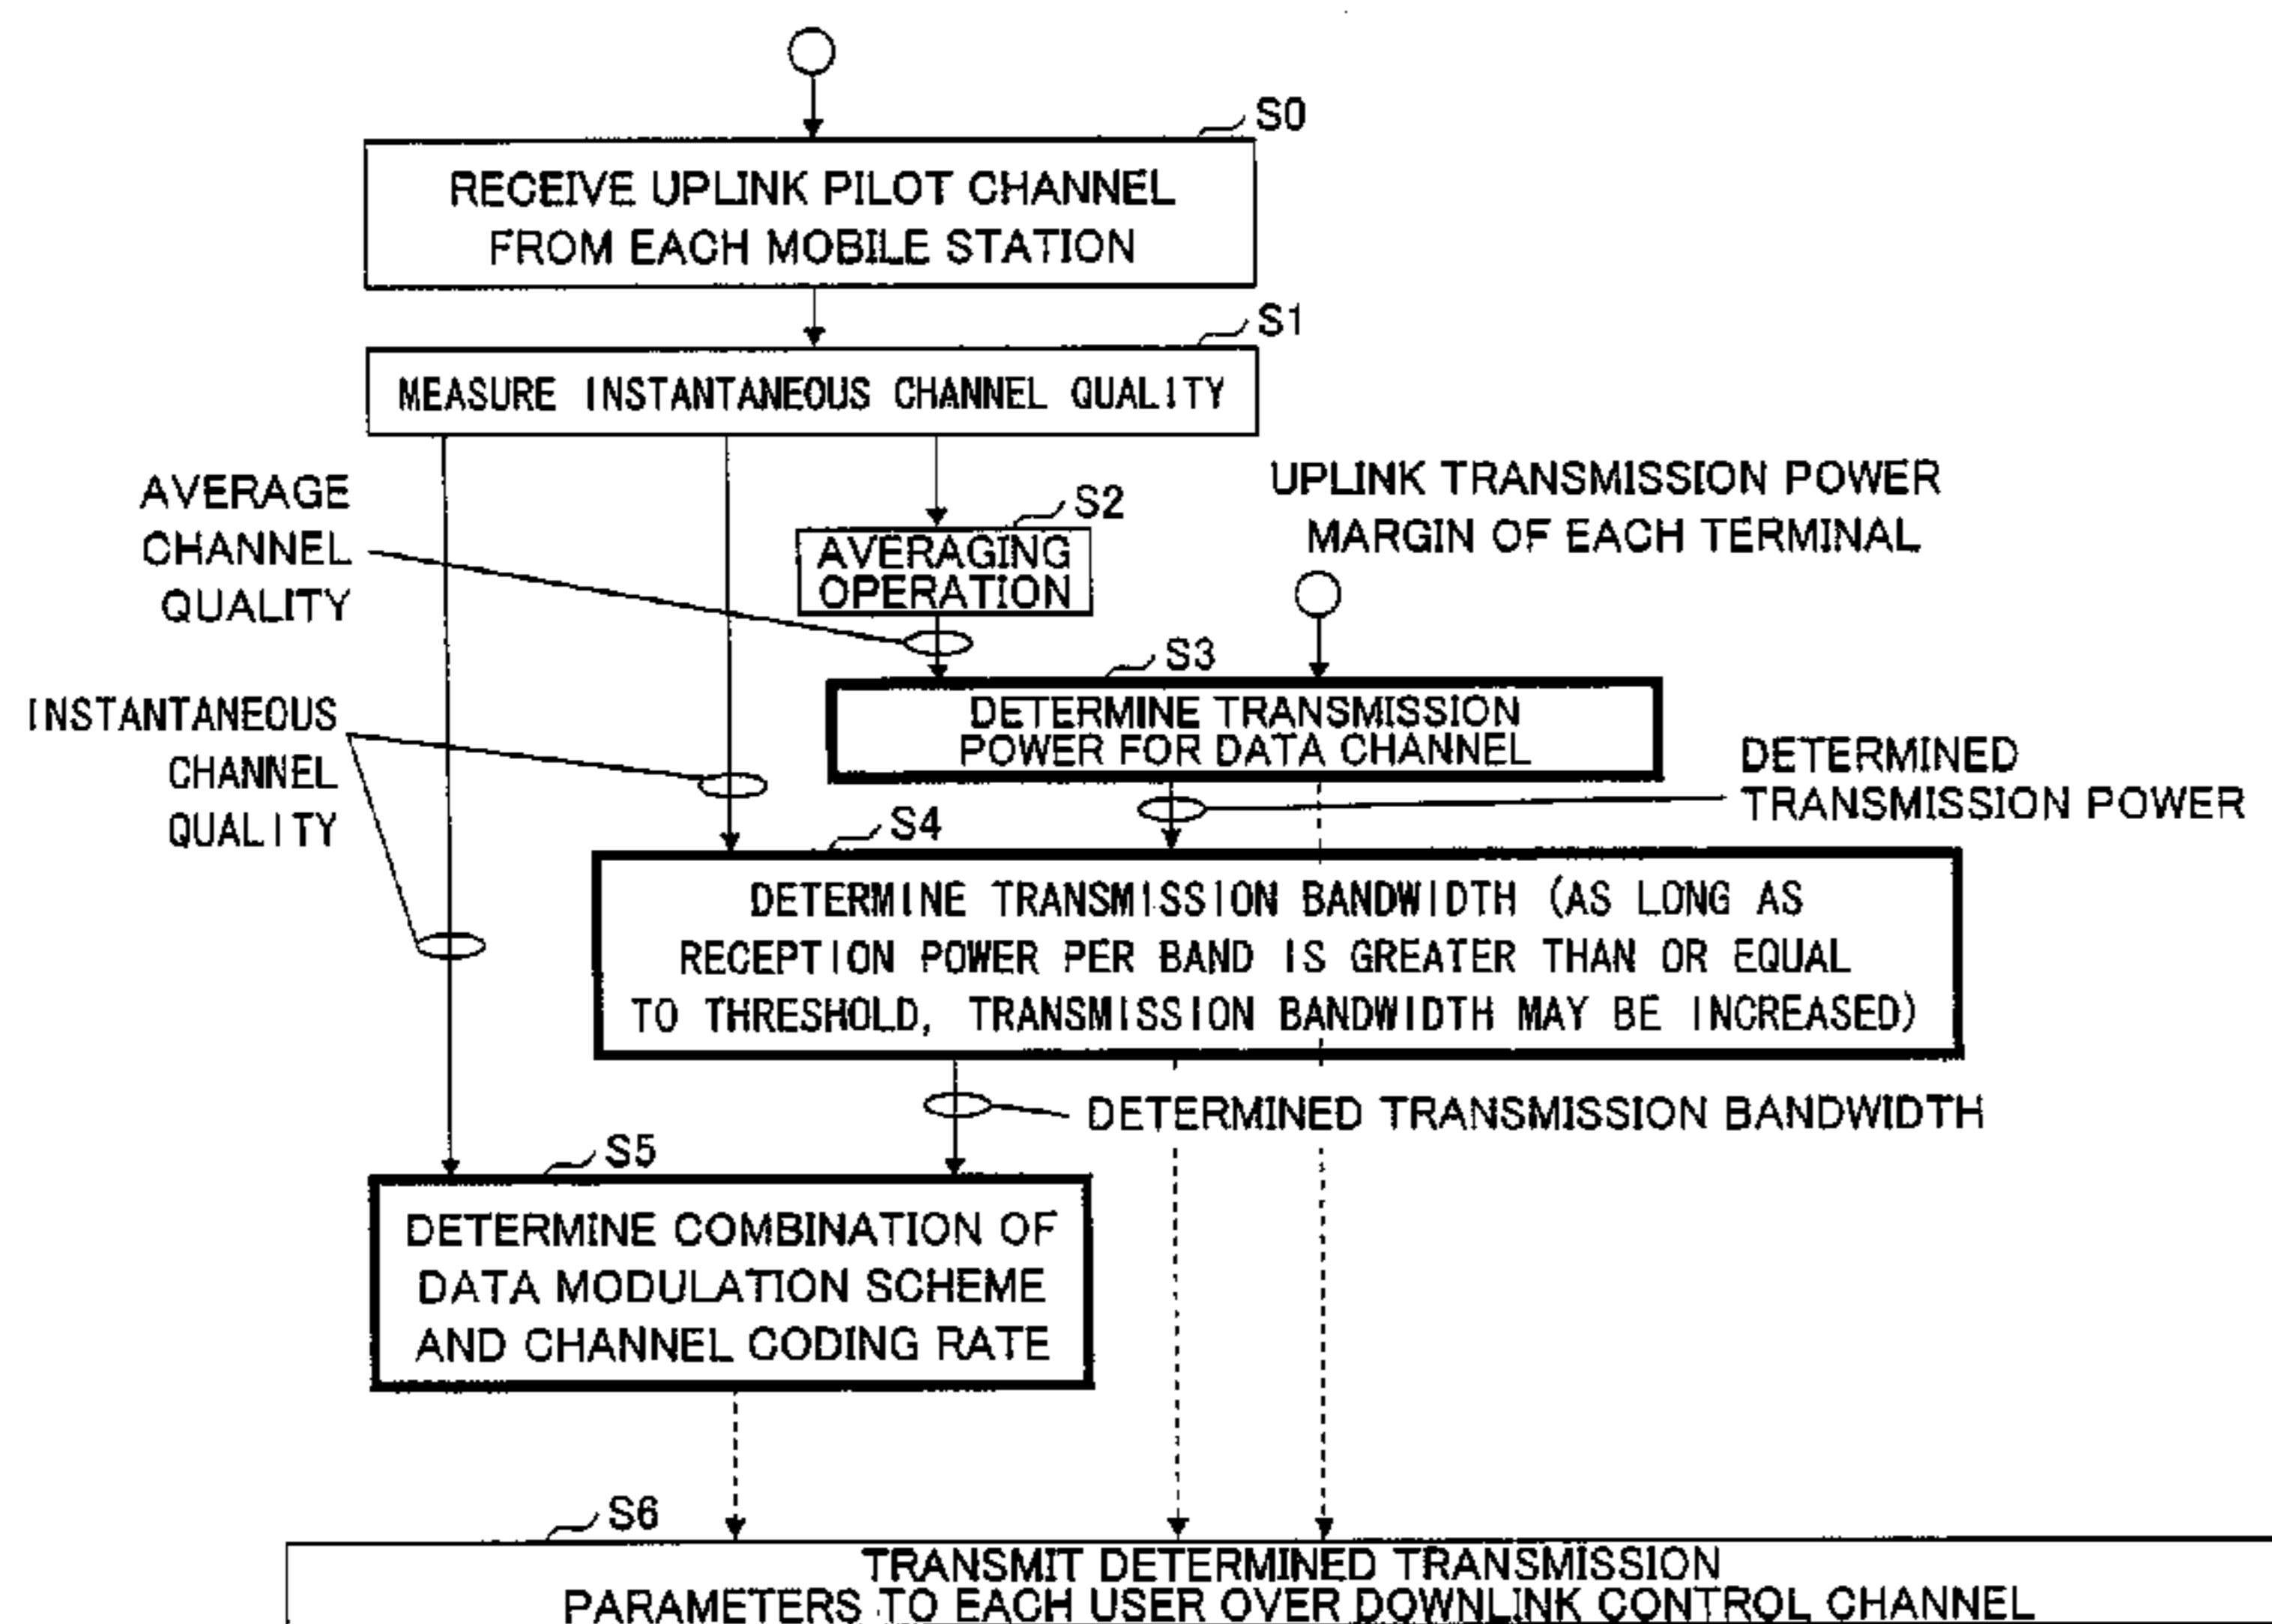 S0
RECEIVE UPLINK PILOT CHANNEL
FROM EACH MOBILE STATION
S1
MEASURE INSTANTANEOUS CHANNEL QUALITY
AVERAGE
CHANNEL
QUALITY
S2
AVERAGING
OPERATION
UPLINK TRANSMISSION POWER
MARGIN OF EACH TERMINAL
S3
DETERMINE TRANSMISSION
POWER FOR DATA CHANNEL
INSTANTANEOUS
CHANNEL
QUALITY
DETERMINED
TRANSMISSION POWER
S4
DETERMINE TRANSMISSION BANDWIDTH (AS LONG AS
RECEPTION POWER PER BAND IS GREATER THAN OR EQUAL
TO THRESHOLD, TRANSMISSION BANDWIDTH MAY BE INCREASED)
DETERMINED TRANSMISSION BANDWIDTH
S5
DETERMINE COMBINATION OF
DATA MODULATION SCHEME
AND CHANNEL CODING RATE
S6
TRANSMIT DETERMINED TRANSMISSION
PARAMETERS TO EACH USER OVER DOWNLINK CONTROL CHANNEL